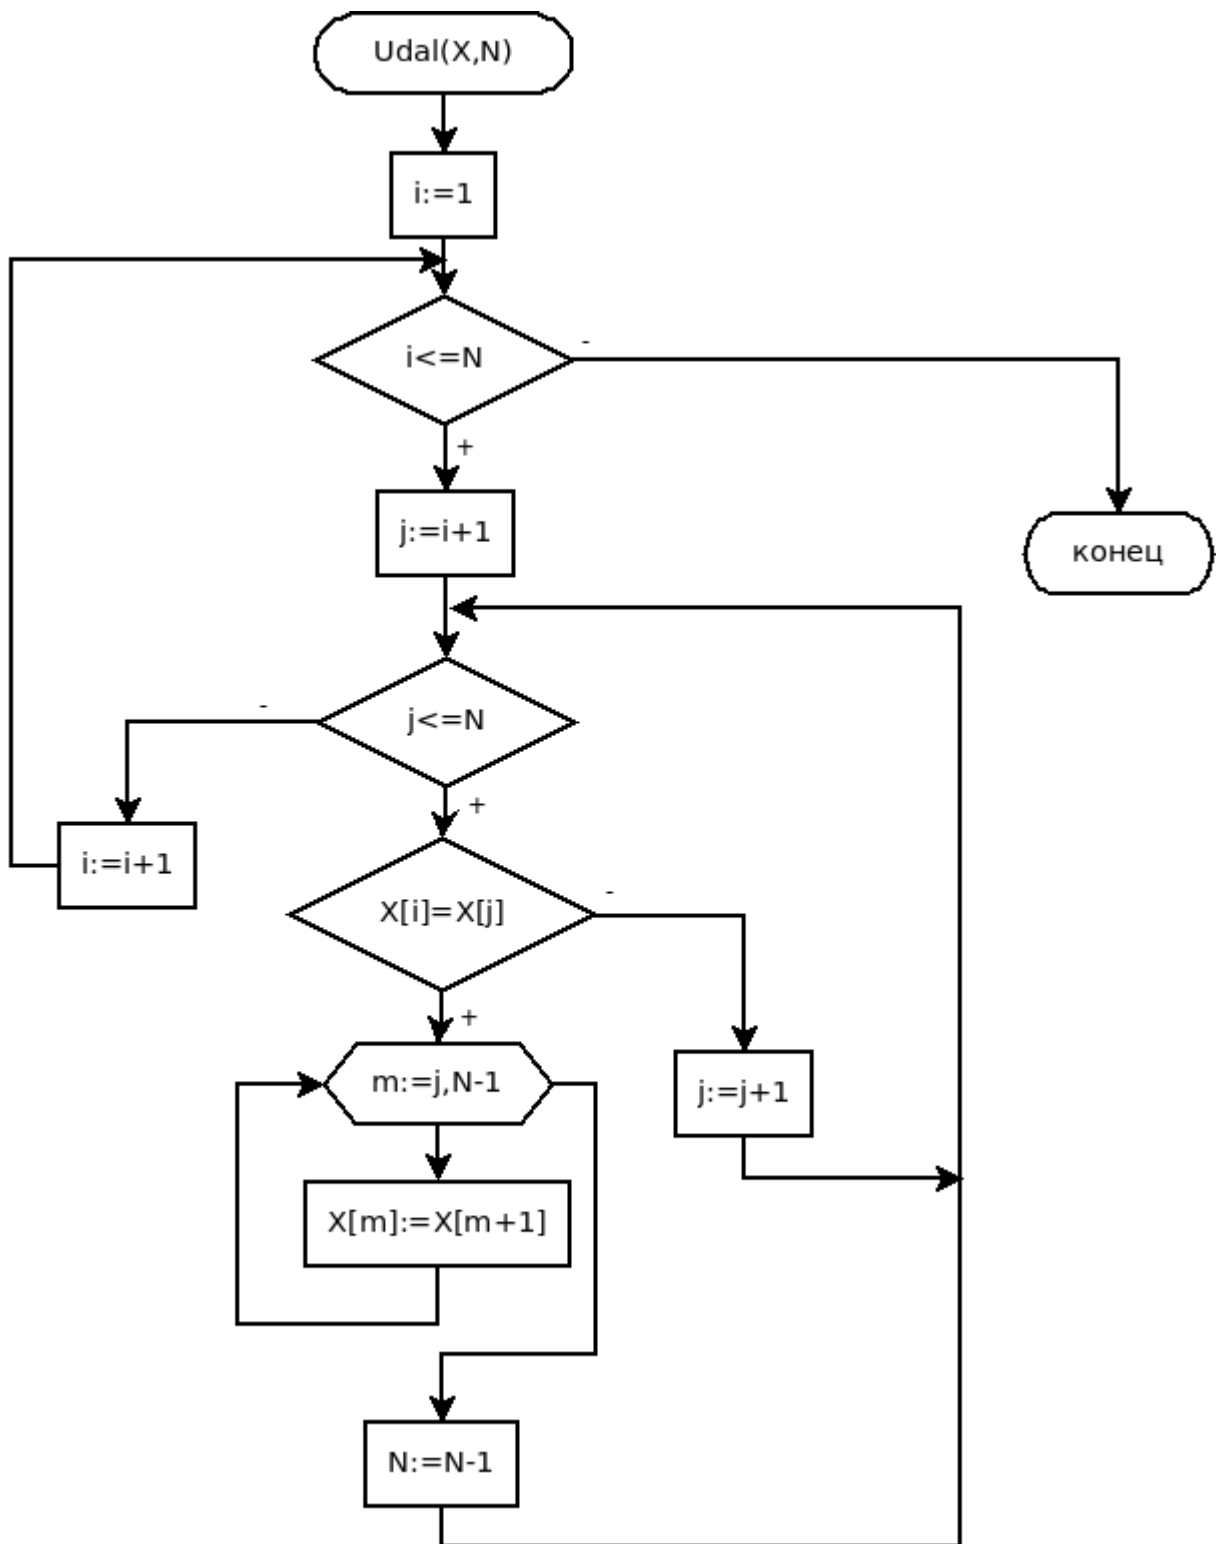 Udal(X,N)
i:=1
i<=N
-
+
j:=i+1
конец
j<=N
-
+
i:=i+1
X[i]=X[j]
-
+
m:=j,N-1
j:=j+1
X[m]:=X[m+1]
N:=N-1